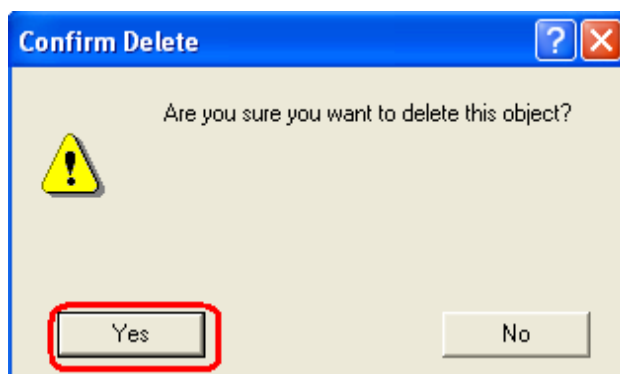 Confirm Delete
Are you sure you want to delete this object?
Yes
No